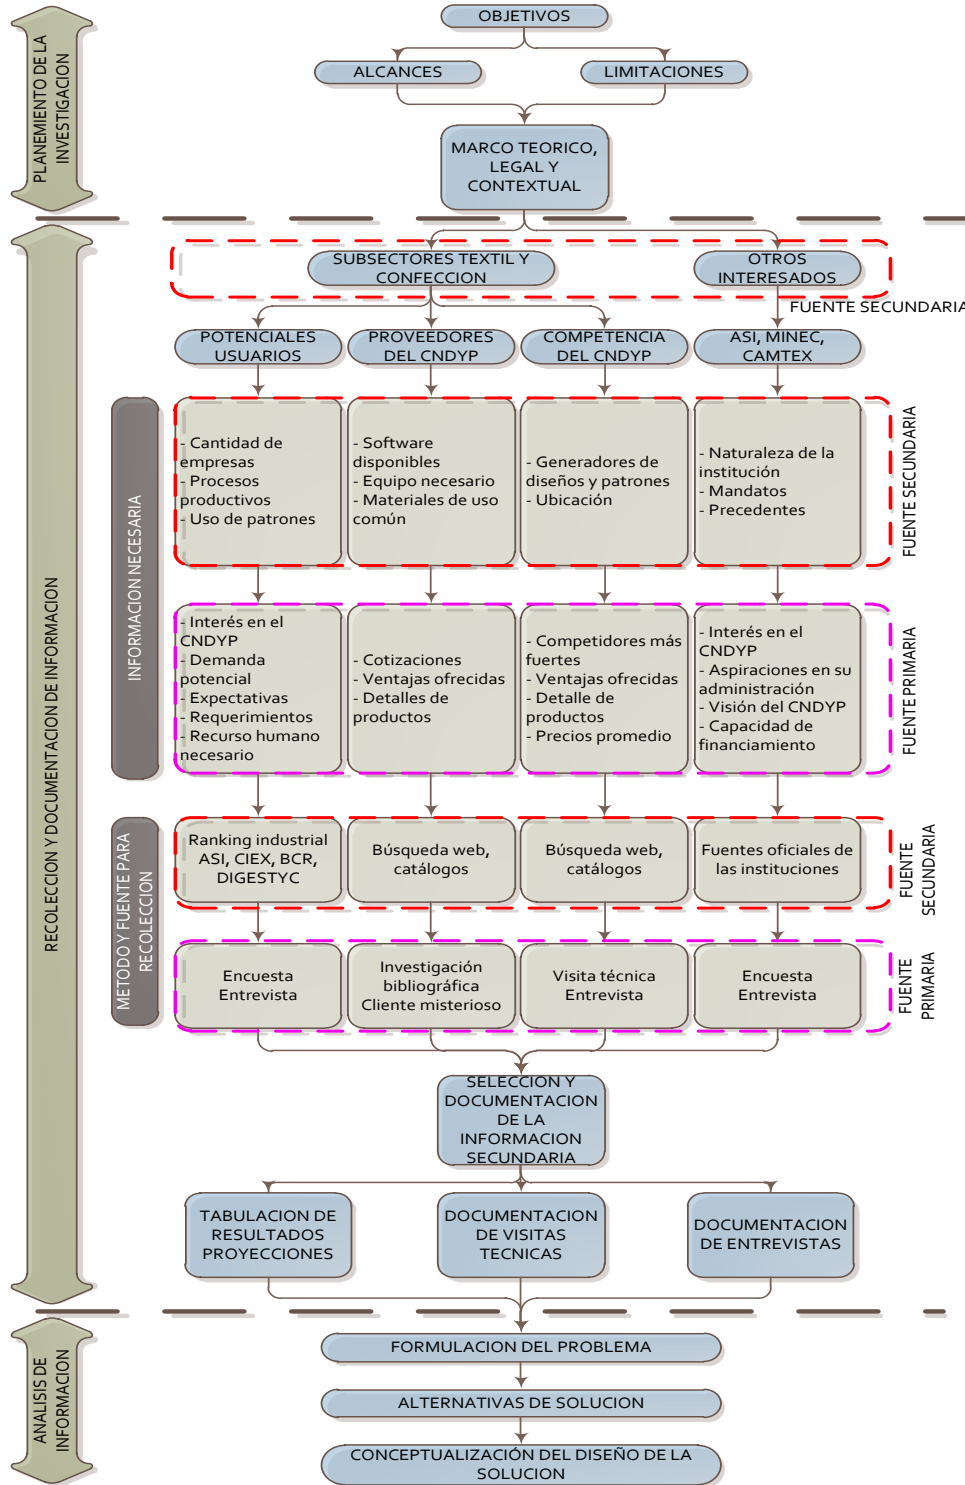 OBJETIVOS
ALCANCES
LIMITACIONES
MARCO TEORICO,
LEGAL Y
CONTEXTUAL
PLANEMIENTO DE LA
INVESTIGACION
SUBSECTORES TEXTIL Y
CONFECCION
OTROS
INTERESADOS
FUENTE SECUNDARIA
POTENCIALES
USUARIOS
PROVEEDORES
DEL CNDYP
COMPETENCIA
DEL CNDYP
ASI, MINEC,
CAMTEX
RECOLECCION Y DOCUMENTACION DE INFORMACION
INFORMACION NECESARIA
- Cantidad de
empresas
- Procesos
productivos
- Uso de patrones
- Software
disponibles
- Equipo necesario
- Materiales de uso
común
- Generadores de
diseños y patrones
- Ubicación
- Naturaleza de la
institución
- Mandatos
- Precedentes
FUENTE SECUNDARIA
- Interés en el
CNDYP
- Demanda
potencial
- Expectativas
- Requerimientos
- Recurso humano
necesario
- Cotizaciones
- Ventajas ofrecidas
- Detalles de
productos
- Competidores más
fuertes
- Ventajas ofrecidas
- Detalle de
productos
- Precios promedio
- Interés en el
CNDYP
- Aspiraciones en su
administración
- Visión del CNDYP
- Capacidad de
financiamiento
FUENTE PRIMARIA
METODO Y FUENTE PARA
RECOLECCION
Ranking industrial
ASI, CIEX, BCR,
DIGESTYC
Búsqueda web,
catálogos
Búsqueda web,
catálogos
Fuentes oficiales de
las instituciones
FUENTE
SECUNDARIA
Encuesta
Entrevista
Investigación
bibliográfica
Cliente misterioso
Visita técnica
Entrevista
Encuesta
Entrevista
FUENTE
PRIMARIA
SELECCION Y
DOCUMENTACION
DE LA
INFORMACION
SECUNDARIA
TABULACION DE
RESULTADOS
PROYECCIONES
DOCUMENTACION
DE VISITAS
TECNICAS
DOCUMENTACION
DE ENTREVISTAS
ANALISIS DE
INFORMACION
FORMULACION DEL PROBLEMA
ALTERNATIVAS DE SOLUCION
CONCEPTUALIZACIÓN DEL DISEÑO DE LA
SOLUCION